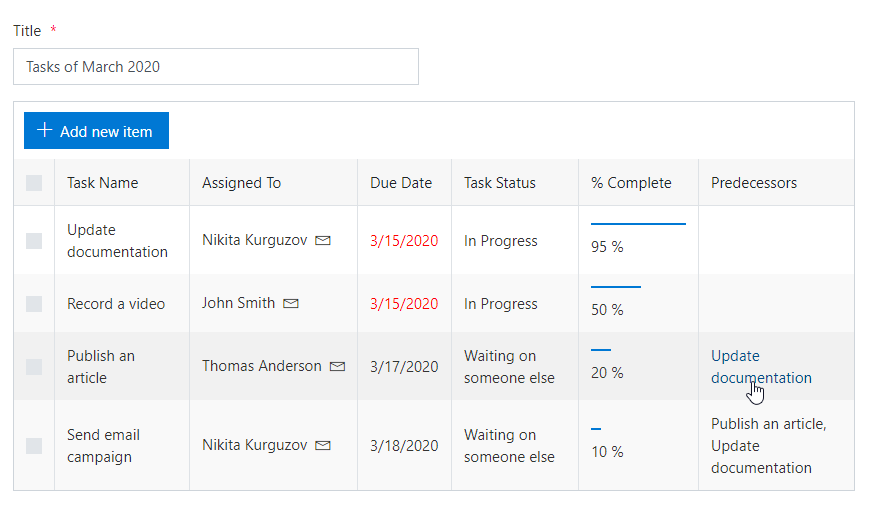 Title *
Tasks of March 2020
Add new item
Task Name Assigned To Due Date Task Status % Complete Predecessors
Update
documentation
Nikita Kurguzov 3/15/2020 In Progress 95 %
Record a video John Smith 3/15/2020 In Progress 50 %
Publish an
article
Thomas Anderson 3/17/2020
Waiting on
someone else
20 %
Update
documentation
Send email
campaign
Nikita Kurguzov 3/18/2020
Waiting on
someone else
10 %
Publish an article,
Update
documentation